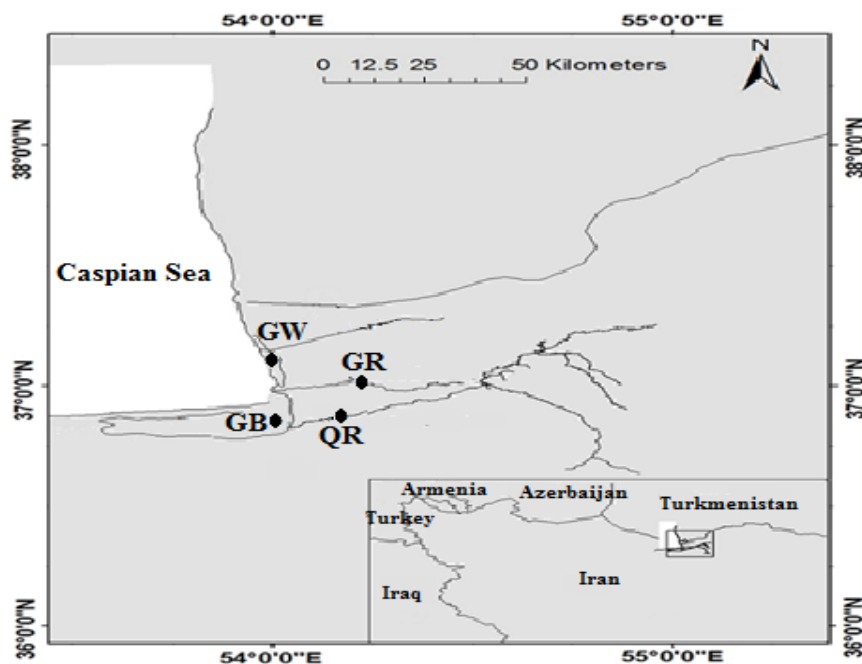 54°0'0"E 55°0'0"E
N
0 12.5 25 50 Kilometers
38°0'0"N 38°0'0"N
Caspian Sea
GW
GR
37°0'0"N 37°0'0"N
GB QR
Armenia Azerbaijan
Turkmenistan
Turkey
Iran
Iraq
36°0'0"N 36°0'0"N
54°0'0"E 55°0'0"E